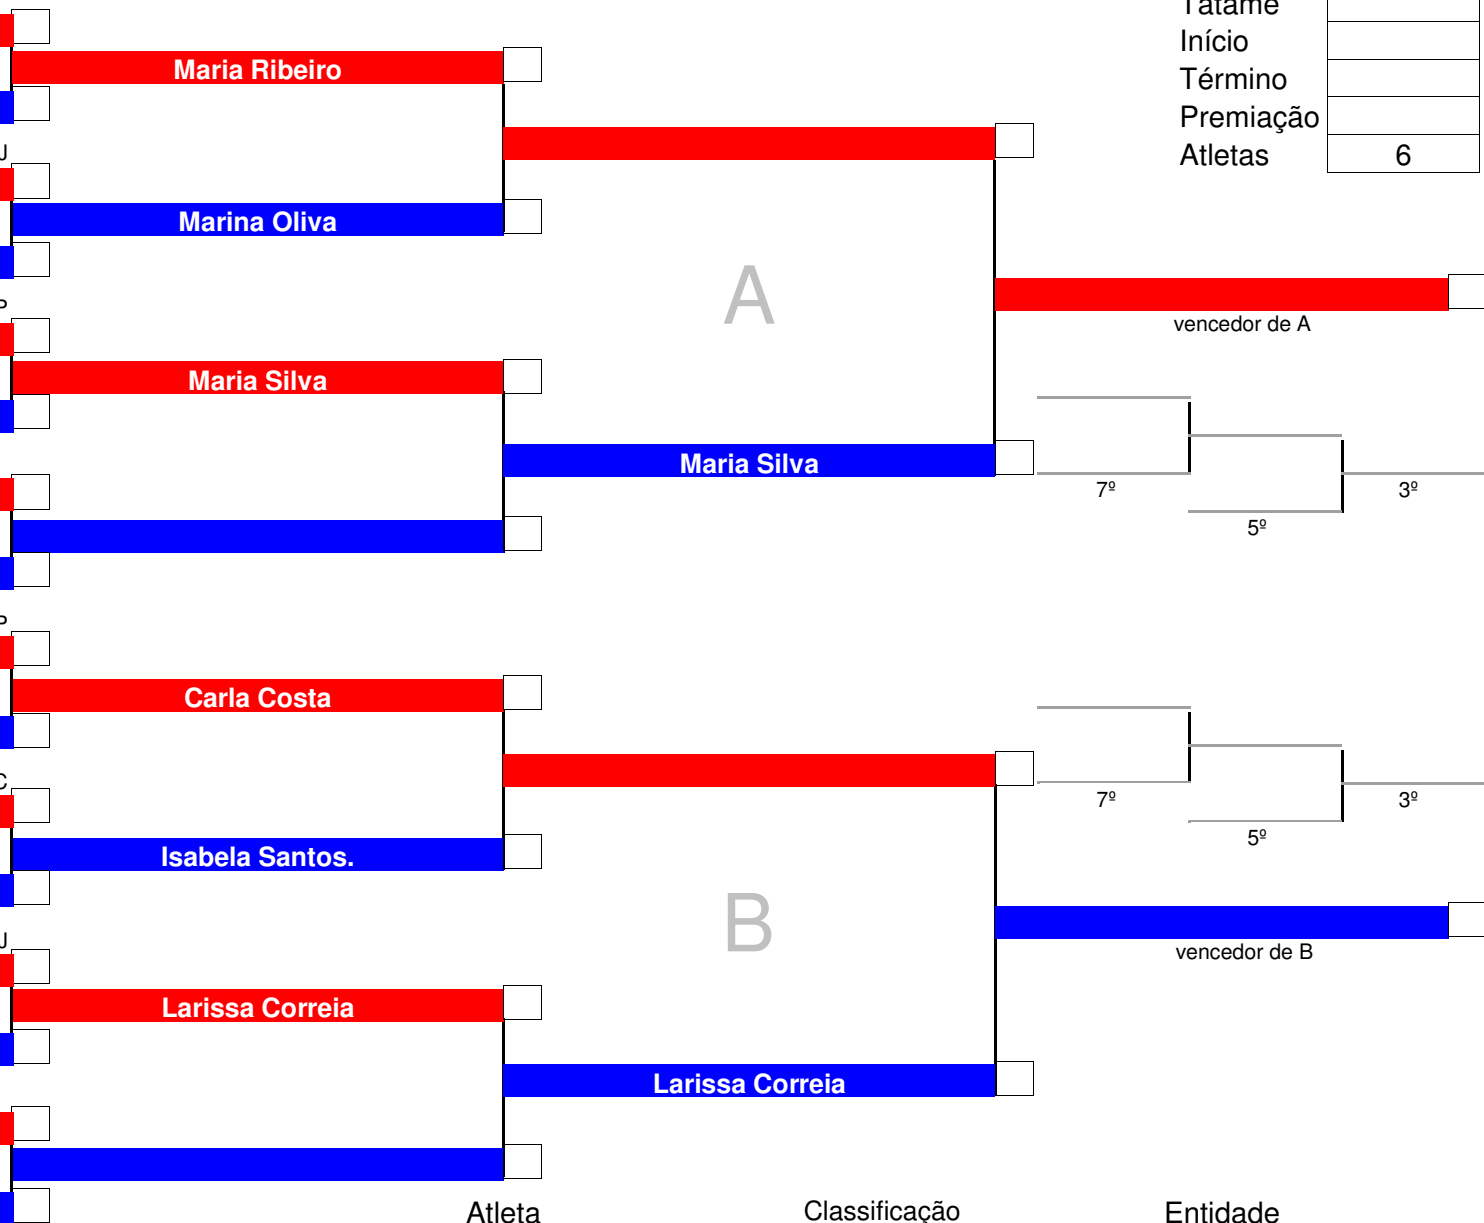 Tatame
Início
Maria Ribeiro
Término
Premiação
Atletas 6
Marina Oliva
A
vencedor de A
Maria Silva
Maria Silva
7º
3º
5º
Carla Costa
7º
3º
5º
Isabela Santos.
B
vencedor de B
Larissa Correia
Larissa Correia
Atleta Classificação Entidade